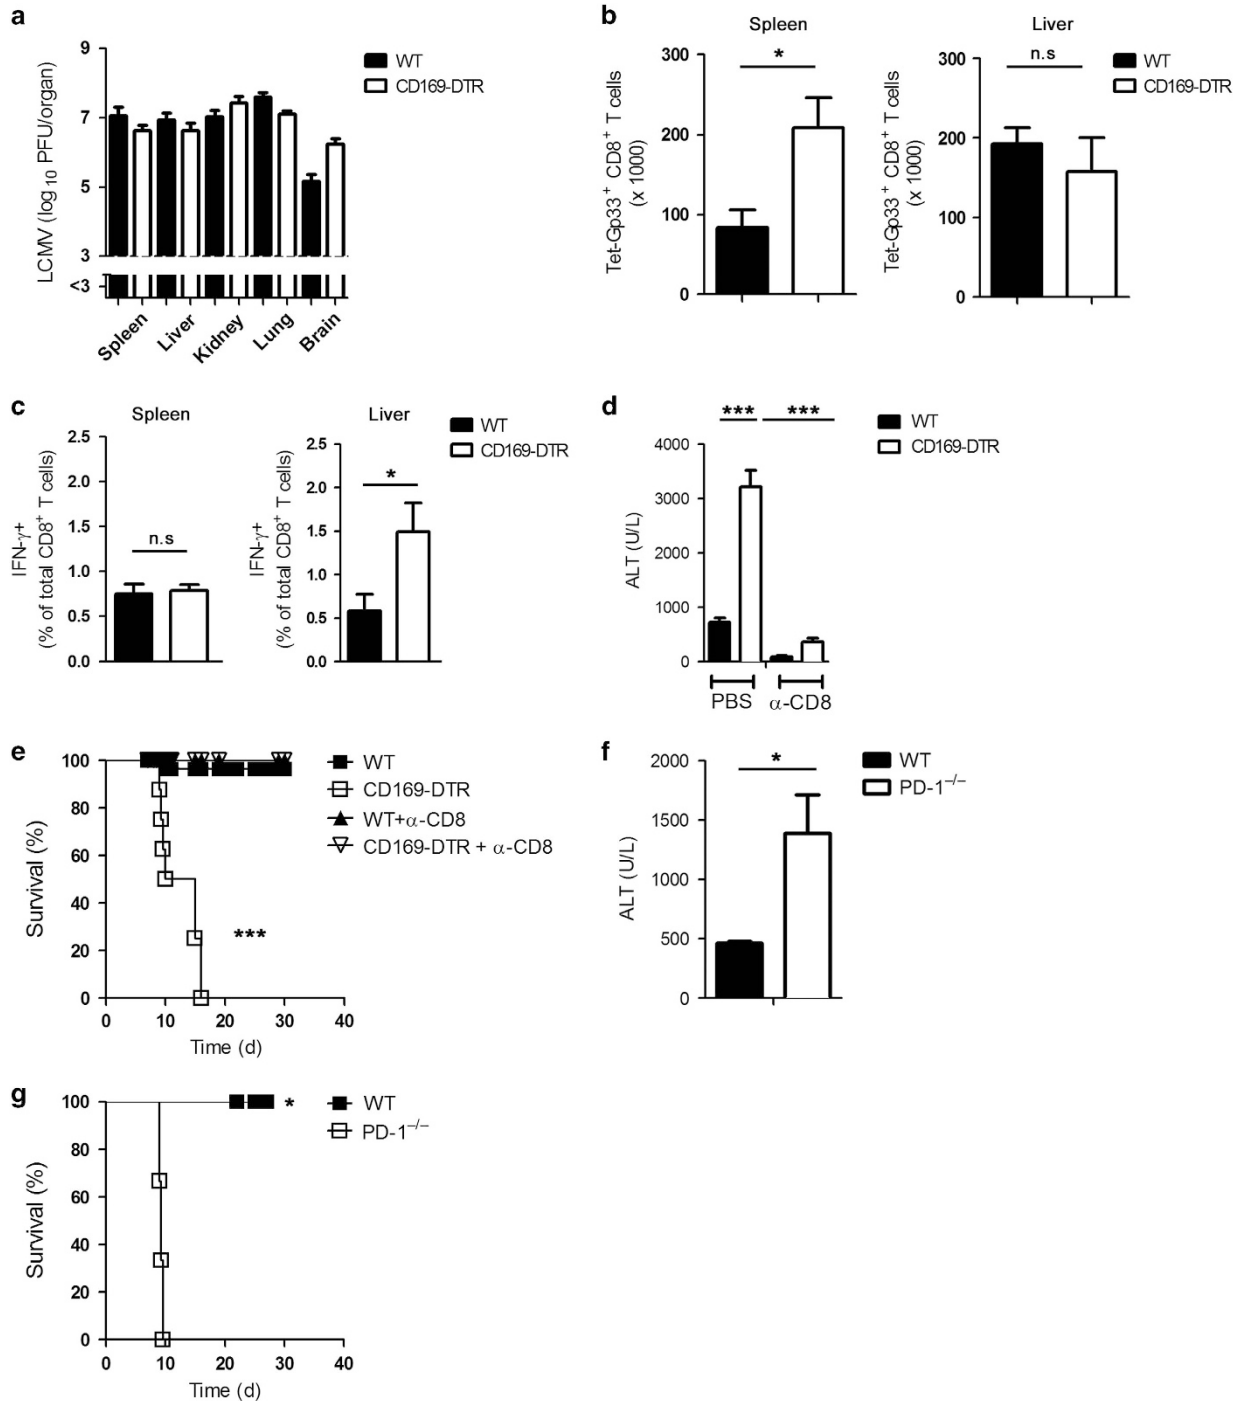 a
LCMV (log 10 PFU/organ)
9
7
5
3
<3
Spleen
Liver
Kidney
Lung
Brain
WT
CD169-DTR
b
Spleen
Tet-Gp33+ CD8+ T cells
(x 1000)
300
200
100
0
*
Liver
Tet-Gp33+ CD8+ T cells
(x 1000)
300
200
100
0
n.s
WT
CD169-DTR
c
Spleen
IFN-γ+
(% of total CD8+ T cells)
2.5
2.0
1.5
1.0
0.5
0.0
n.s
Liver
IFN-γ+
(% of total CD8+ T cells)
2.5
2.0
1.5
1.0
0.5
0.0
*
WT
CD169-DTR
d
ALT (U/L)
4000
3000
2000
1000
0
*** ***
PBS α-CD8
WT
CD169-DTR
e
Survival (%)
100
80
60
40
20
0
0 10 20 30 40
Time (d)
***
WT
CD169-DTR
WT+α-CD8
CD169-DTR + α-CD8
f
ALT (U/L)
2000
1500
1000
500
0
*
WT
PD-1−/−
g
Survival (%)
100
80
60
40
20
0
0 10 20 30 40
Time (d)
*
WT
PD-1−/−